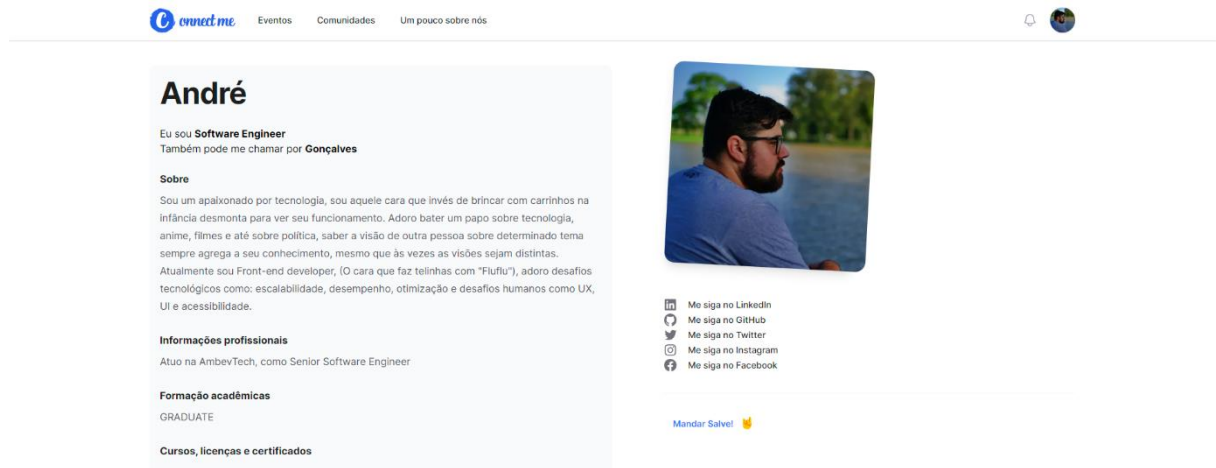 Connect me
Eventos
Comunidades
Um pouco sobre nós
André
Eu sou Software Engineer
Também pode me chamar por Gonçalves
Sobre
Sou um apaixonado por tecnologia, sou aquele cara que invés de brincar com carrinhos na
infância desmonta para ver seu funcionamento. Adoro bater um papo sobre tecnologia,
anime, filmes e até sobre política, saber a visão de outra pessoa sobre determinado tema
sempre agrega a seu conhecimento, mesmo que às vezes as visões sejam distintas.
Atualmente sou Front-end developer, (O cara que faz telinhas com "Fluflu"), adoro desafios
tecnológicos como: escalabilidade, desempenho, otimização e desafios humanos como UX,
UI e acessibilidade.
Informações profissionais
Atuo na AmbevTech, como Senior Software Engineer
Formação acadêmicas
GRADUATE
Cursos, licenças e certificados
Me siga no LinkedIn
Me siga no GitHub
Me siga no Twitter
Me siga no Instagram
Me siga no Facebook
Mandar Salve!